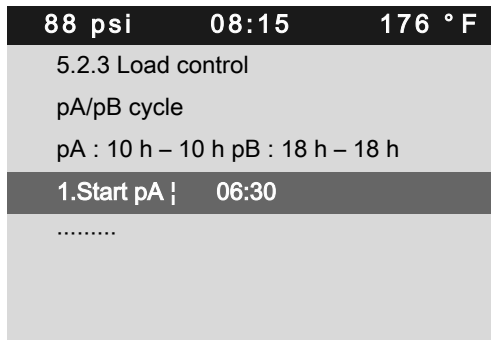 88 psi 08:15 176 °F
5.2.3 Load control
pA/pB cycle
pA : 10 h – 10 h pB : 18 h – 18 h
1.Start pA ¦ 06:30
.........